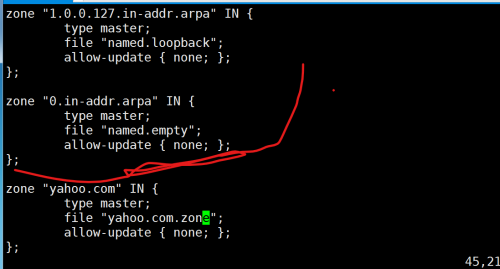 zone "1.0.0.127.in-addr.arpa" IN {
        type master;
        file "named.loopback";
        allow-update { none; };
};

zone "0.in-addr.arpa" IN {
        type master;
        file "named.empty";
        allow-update { none; };
};

zone "yahoo.com" IN {
        type master;
        file "yahoo.com.zone";
        allow-update { none; };
};
45,21